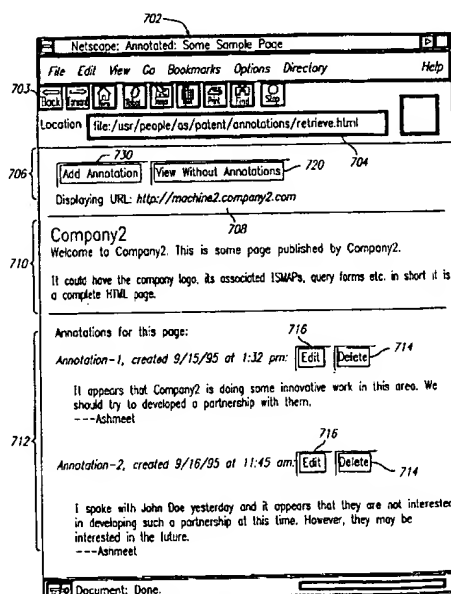 702
Netscape: Annotated: Some Sample Page
File Edit View Go Bookmarks Options Directory Help
703
Back Forward Home Find Stop
Location file:/usr/people/as/patent/annotations/retrieve.html
704
730
706 Add Annotation View Without Annotations 720
Displaying URL: http://machine2.company2.com
708
Company2
Welcome to Company2. This is some page published by Company2.
710
It could have the company logo, its associated ISMAPs, query forms etc. in short it is
a complete HTML page.
Annotations for this page:
716
Annotation-1, created 9/15/95 at 1:32 pm: Edit Delete 714
It appears that Company2 is doing some innovative work in this area. We
should try to developed a partnership with them.
---Ashmeet
712
716
Annotation-2, created 9/16/95 at 11:45 am: Edit Delete 714
I spoke with John Doe yesterday and it appears that they are not interested
in developing such a partnership at this time. However, they may be
interested in the future.
---Ashmeet
Document: Done.